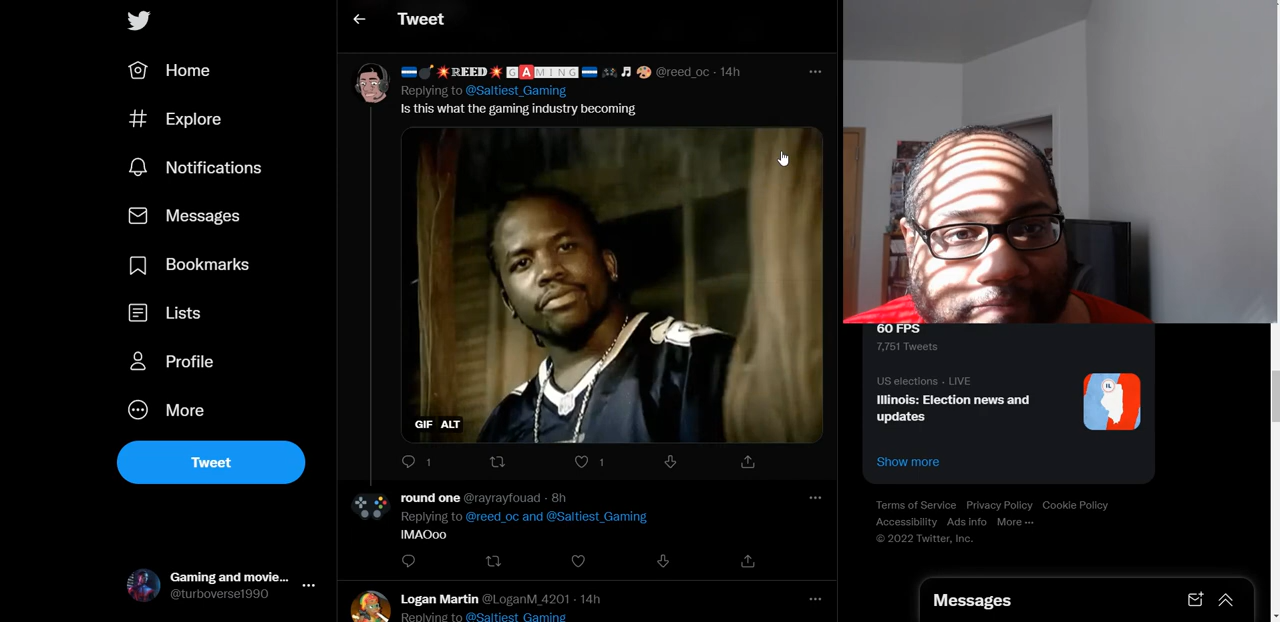 Home
Explore
Notifications
Messages
Bookmarks
Lists
Profile
More
Tweet
Gaming and movie...
@turboverse1990
Tweet
REED GAMING @reed_oc · 14h
Replying to @Saltiest_Gaming
Is this what the gaming industry becoming
GIF ALT
1 1
round one @rayrayfouad · 8h
Replying to @reed_oc and @Saltiest_Gaming
lMAOoo
Logan Martin @LoganM_4201 · 14h
Replying to @Saltiest_Gaming
60 FPS
7,751 Tweets
US elections · LIVE
Illinois: Election news and
updates
IL
Show more
Terms of Service Privacy Policy Cookie Policy
Accessibility Ads info More ···
© 2022 Twitter, Inc.
Messages